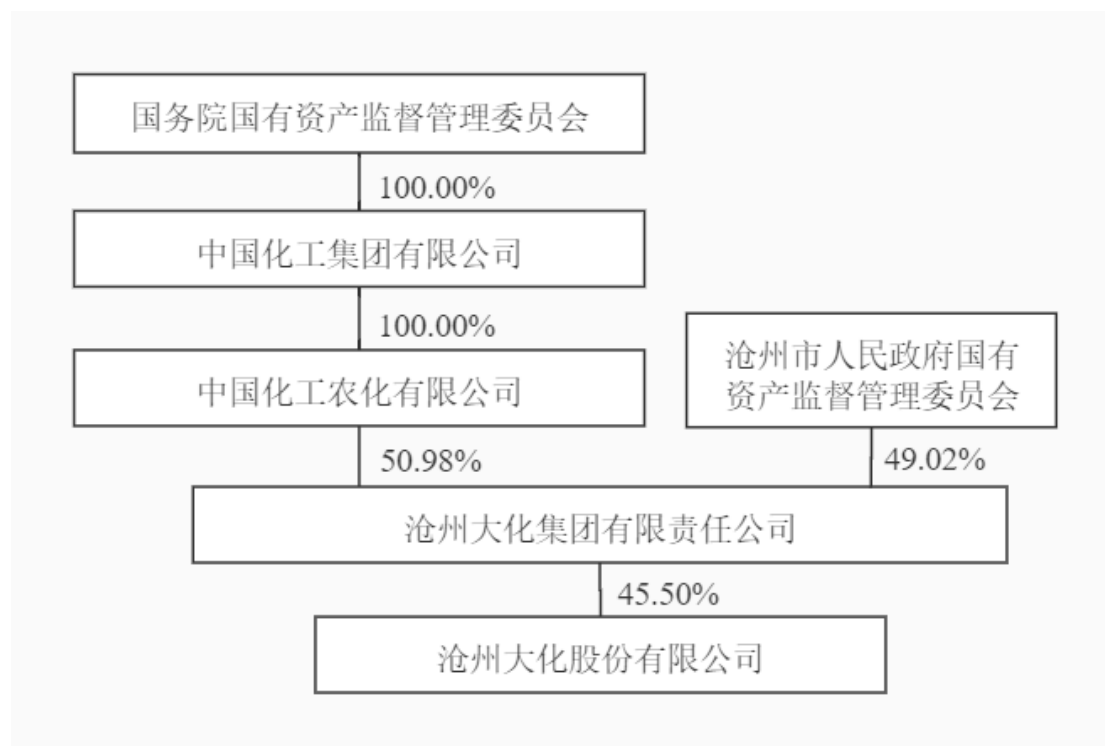 国务院国有资产监督管理委员会
100.00%
中国化工集团有限公司
100.00%
中国化工农化有限公司
沧州市人民政府国有
资产监督管理委员会
50.98%
49.02%
沧州大化集团有限责任公司
45.50%
沧州大化股份有限公司